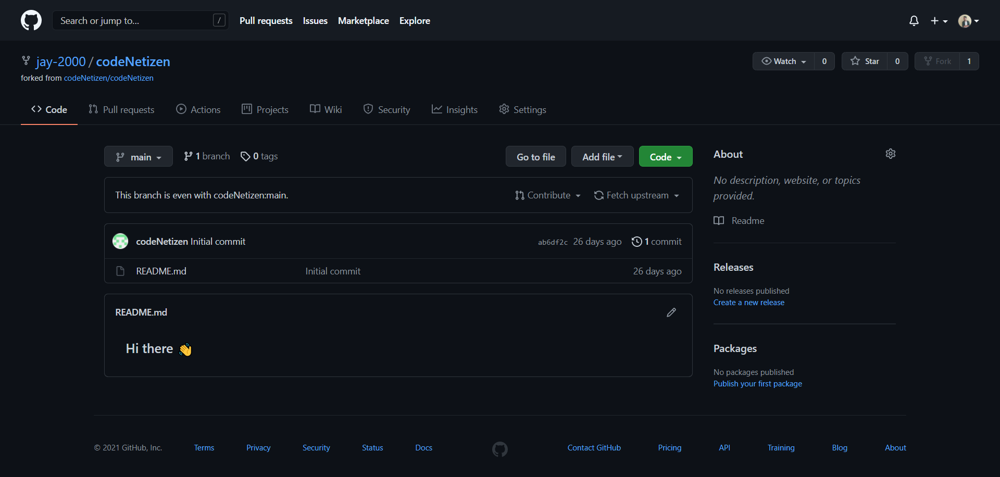 Search or jump to... /
Pull requests Issues Marketplace Explore
jay-2000 / codeNetizen
forked from codeNetizen/codeNetizen
Watch 0 Star 0 Fork 1
Code Pull requests Actions Projects Wiki Security Insights Settings
main 1 branch 0 tags Go to file Add file Code
This branch is even with codeNetizen:main. Contribute Fetch upstream
codeNetizen Initial commit ab6df2c 26 days ago 1 commit
README.md Initial commit 26 days ago
README.md
Hi there 👋
About
No description, website, or topics
provided.
Readme
Releases
No releases published
Create a new release
Packages
No packages published
Publish your first package
© 2021 GitHub, Inc. Terms Privacy Security Status Docs Contact GitHub Pricing API Training Blog About